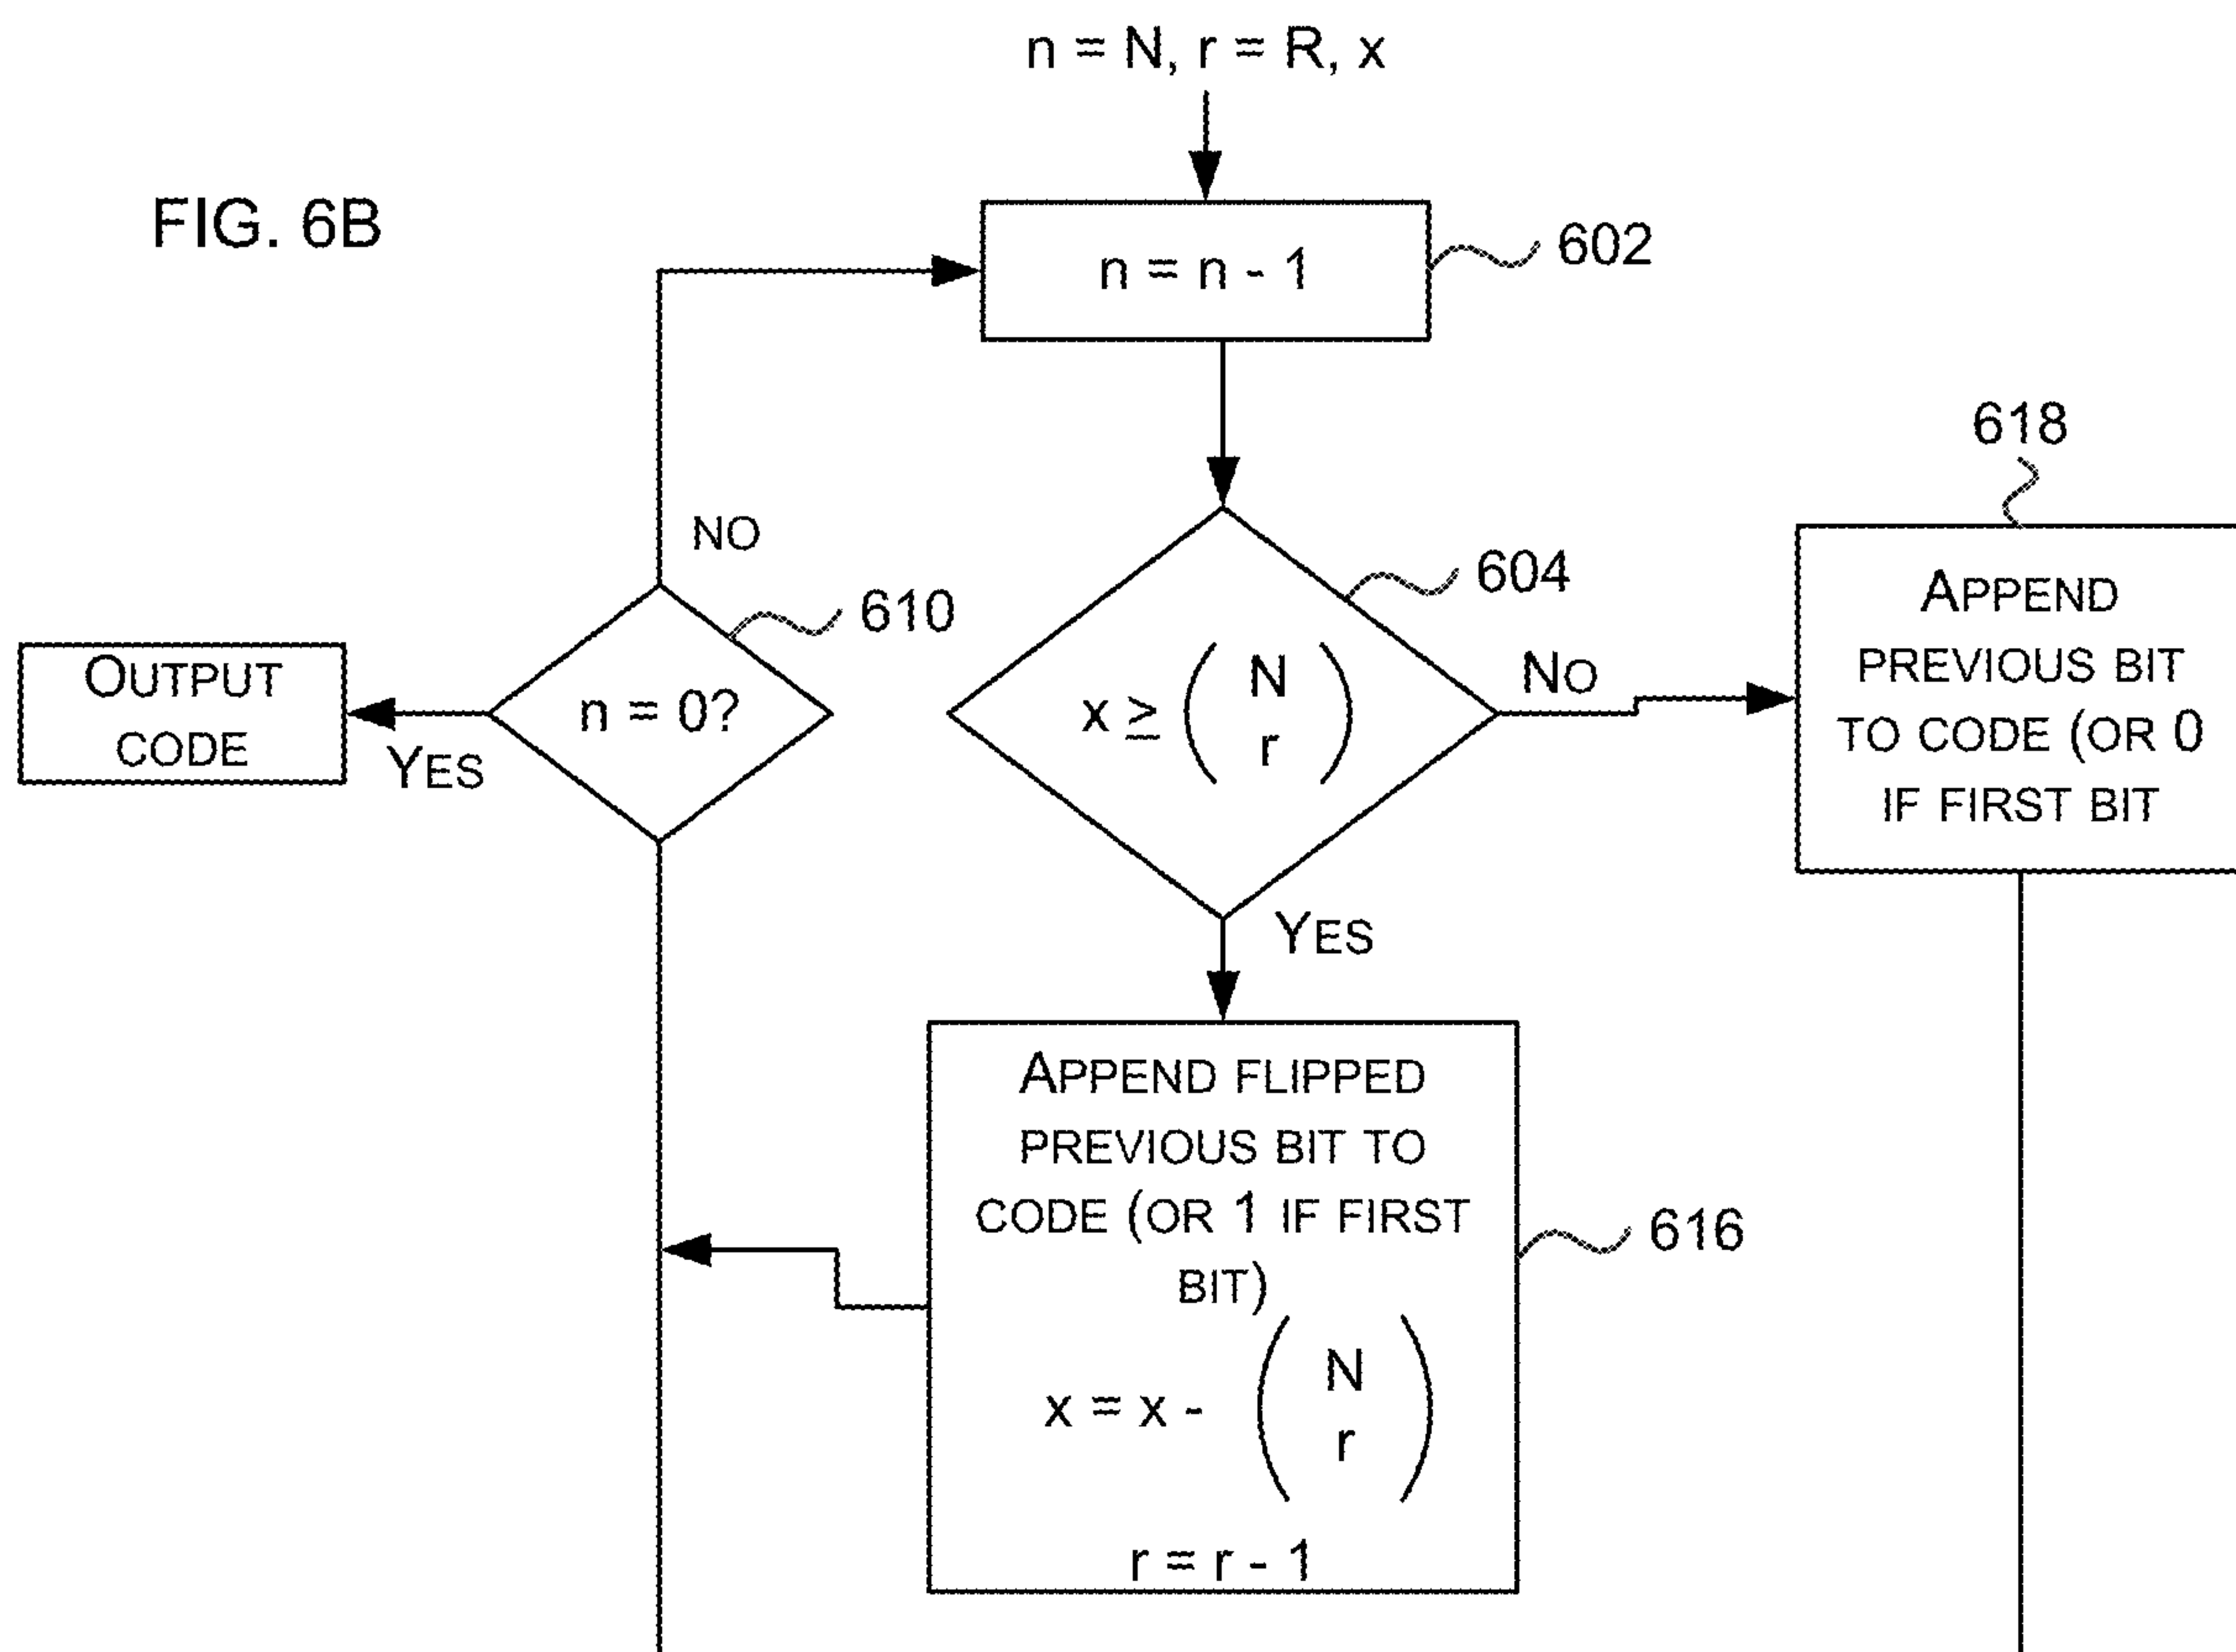 n = N, r = R, x
FIG. 6B
n = n - 1
602
618
NO
604
610
APPEND
PREVIOUS BIT
TO CODE (OR 0
IF FIRST BIT
OUTPUT
CODE
YES
n = 0?
x ≥ ( N
r )
NO
YES
APPEND FLIPPED
PREVIOUS BIT TO
CODE (OR 1 IF FIRST
BIT)
616
x = x - ( N
r )
r = r - 1